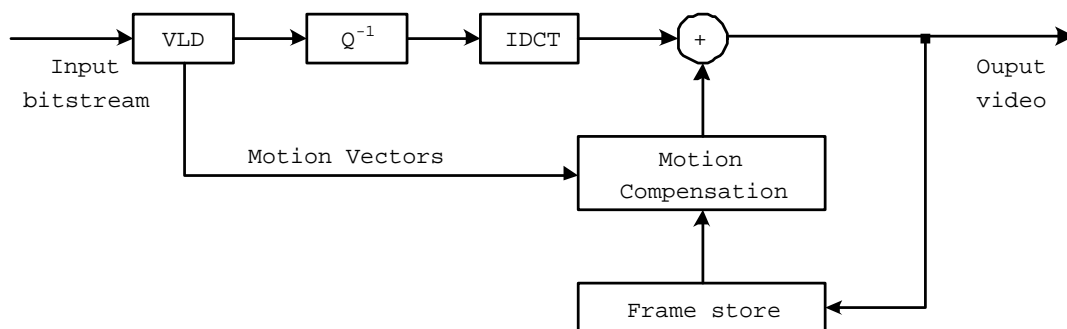 VLD
Q⁻¹
IDCT
+
Input
bitstream
Ouput
video
Motion Vectors
Motion
Compensation
Frame store